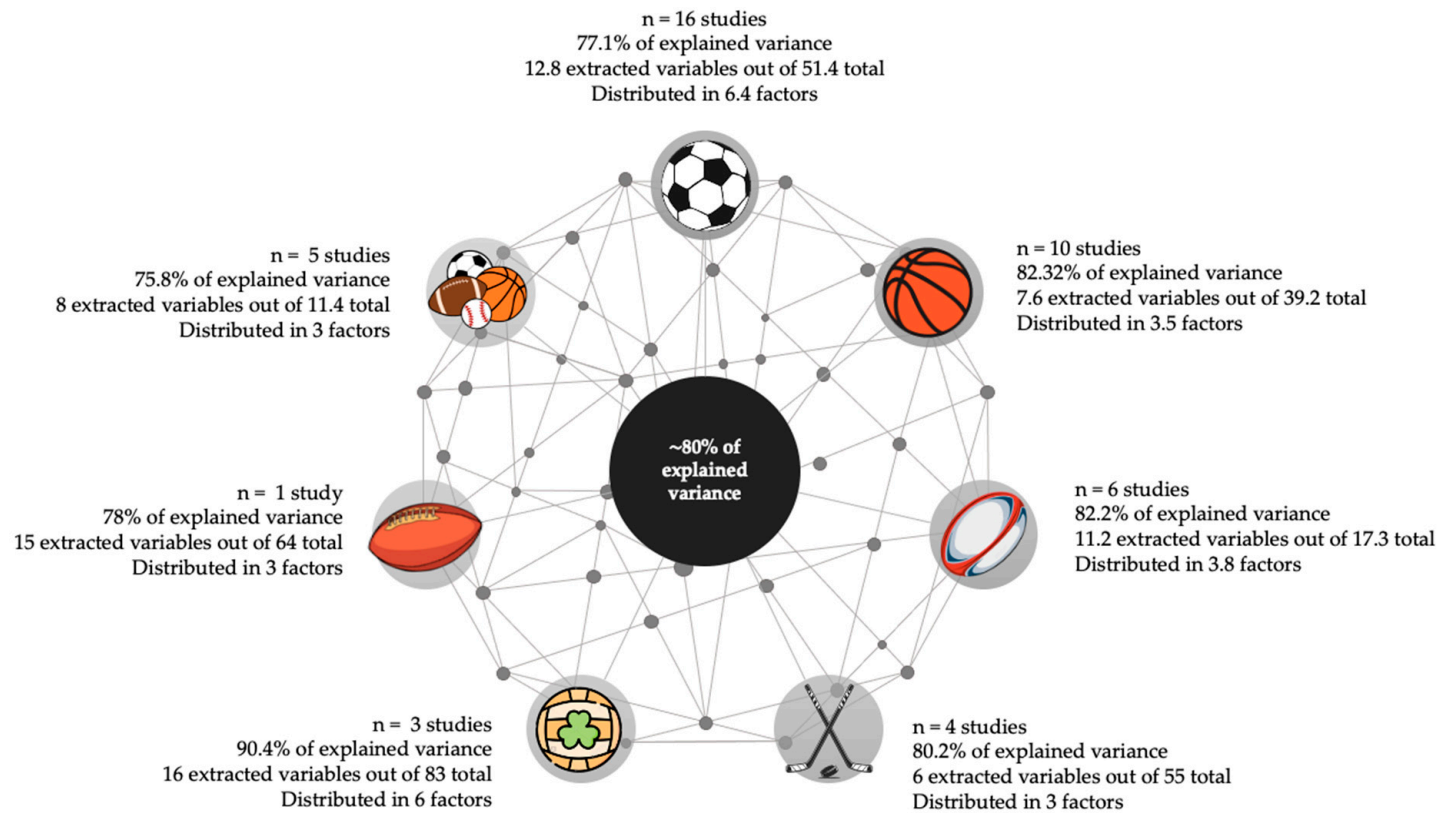 n = 16 studies
77.1% of explained variance
12.8 extracted variables out of 51.4 total
Distributed in 6.4 factors
n = 5 studies
75.8% of explained variance
8 extracted variables out of 11.4 total
Distributed in 3 factors
n = 10 studies
82.32% of explained variance
7.6 extracted variables out of 39.2 total
Distributed in 3.5 factors
~80% of
explained
variance
n = 1 study
78% of explained variance
15 extracted variables out of 64 total
Distributed in 3 factors
n = 6 studies
82.2% of explained variance
11.2 extracted variables out of 17.3 total
Distributed in 3.8 factors
n = 3 studies
90.4% of explained variance
16 extracted variables out of 83 total
Distributed in 6 factors
n = 4 studies
80.2% of explained variance
6 extracted variables out of 55 total
Distributed in 3 factors